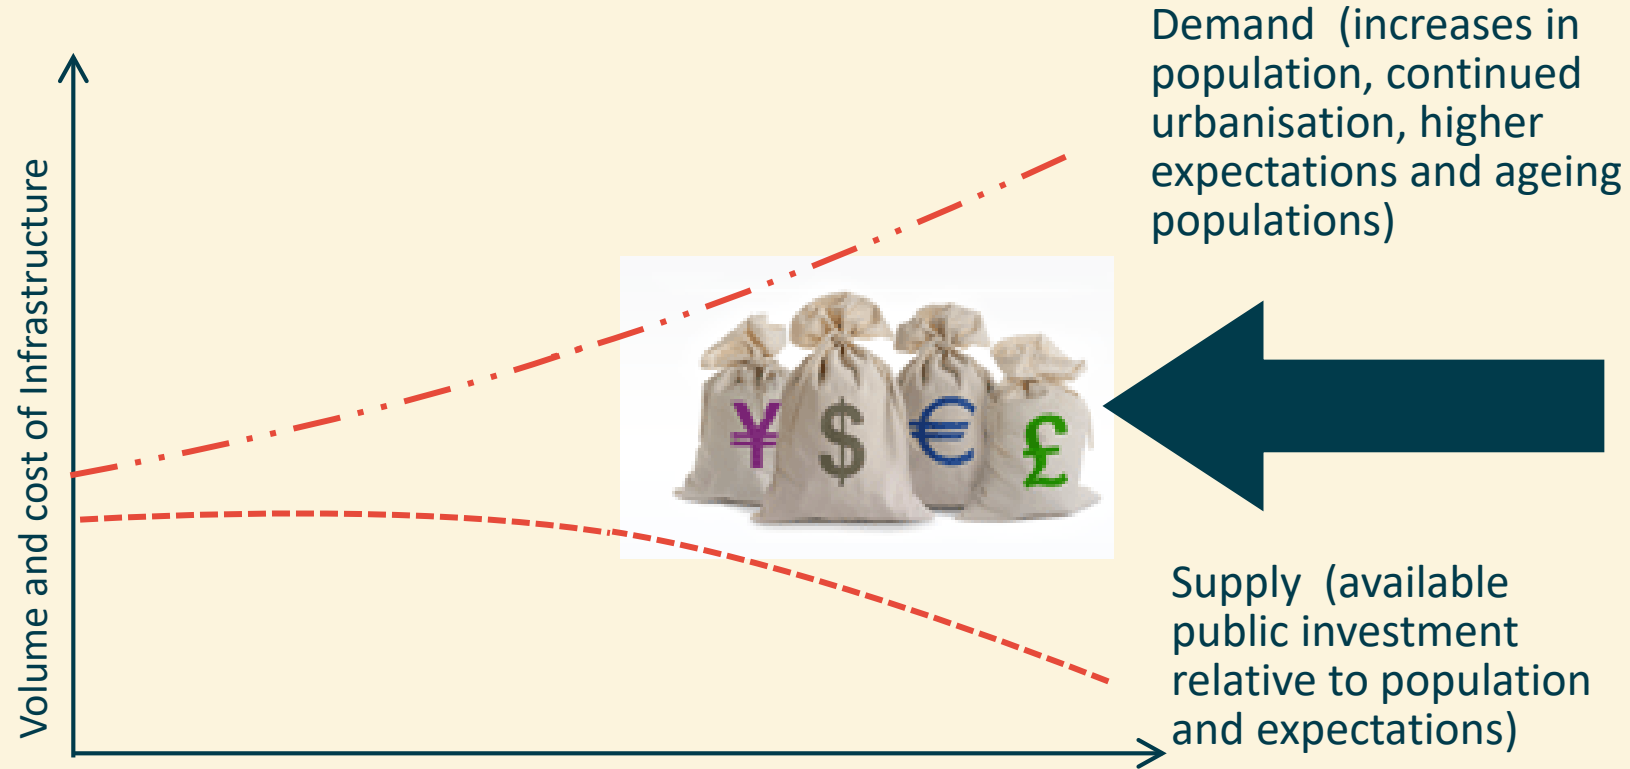 Demand  (increases in
population, continued
urbanisation, higher
expectations and ageing
populations)
Volume and cost of Infrastructure
¥ $ € £
Supply  (available
public investment
relative to population
and expectations)